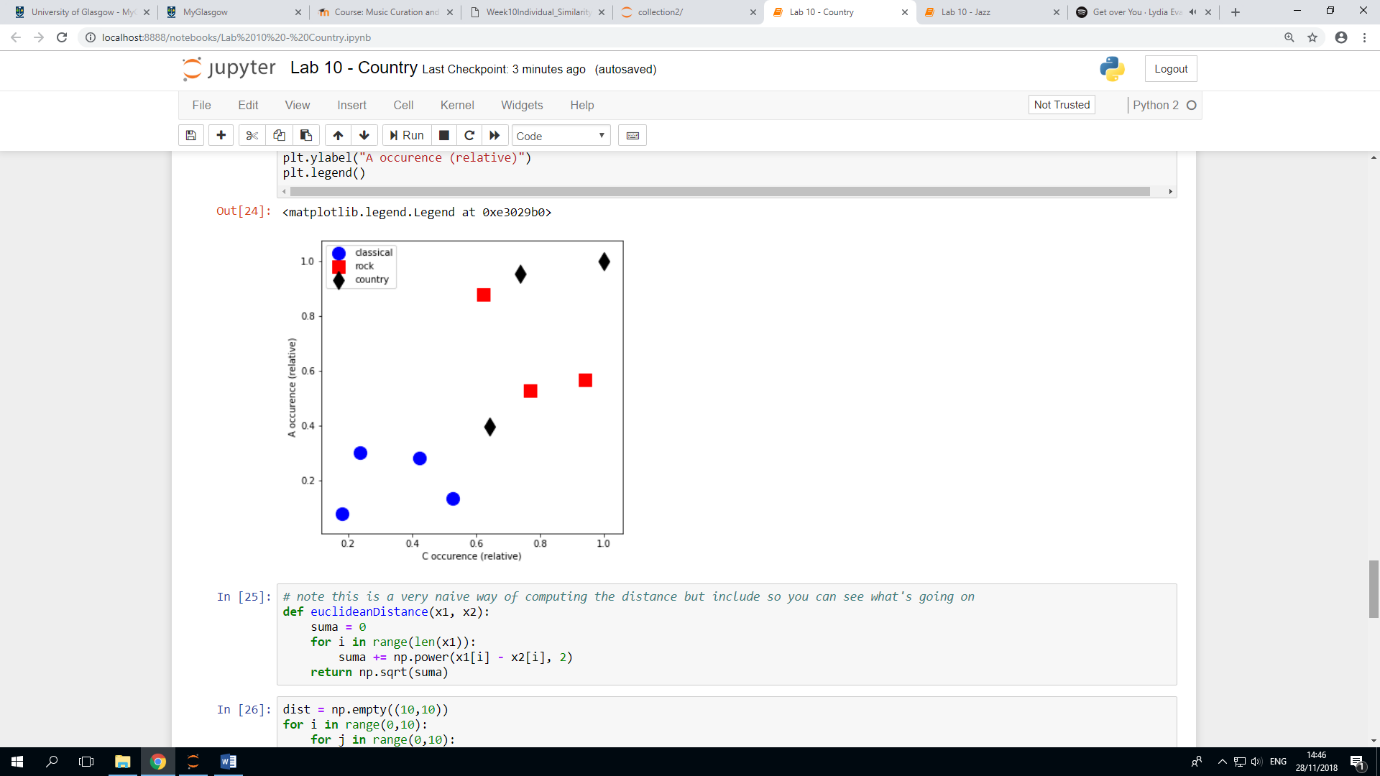 University of Glasgow - My
MyGlasgow
Course: Music Curation and
Week10Individual_Similarity
collection2/
Lab 10 - Country
Lab 10 - Jazz
Get over You - Lydia Eva
localhost:8888/notebooks/Lab%2010%20-%20Country.ipynb
jupyter Lab 10 - Country Last Checkpoint: 3 minutes ago (autosaved)
Logout
File Edit View Insert Cell Kernel Widgets Help
Not Trusted
Python 2
Run
Code
plt.ylabel("A occurence (relative)")
plt.legend()
Out[24]: <matplotlib.legend.Legend at 0xe3029b0>
classical
rock
country
1.0
0.8
0.6
0.4
0.2
A occurence (relative)
0.2 0.4 0.6 0.8 1.0
C occurence (relative)
In [25]: # note this is a very naive way of computing the distance but include so you can see what's going on
def euclideanDistance(x1, x2):
    suma = 0
    for i in range(len(x1)):
        suma += np.power(x1[i] - x2[i], 2)
    return np.sqrt(suma)
In [26]: dist = np.empty((10,10))
for i in range(0,10):
    for j in range(0,10):
ENG
14:46
28/11/2018
1